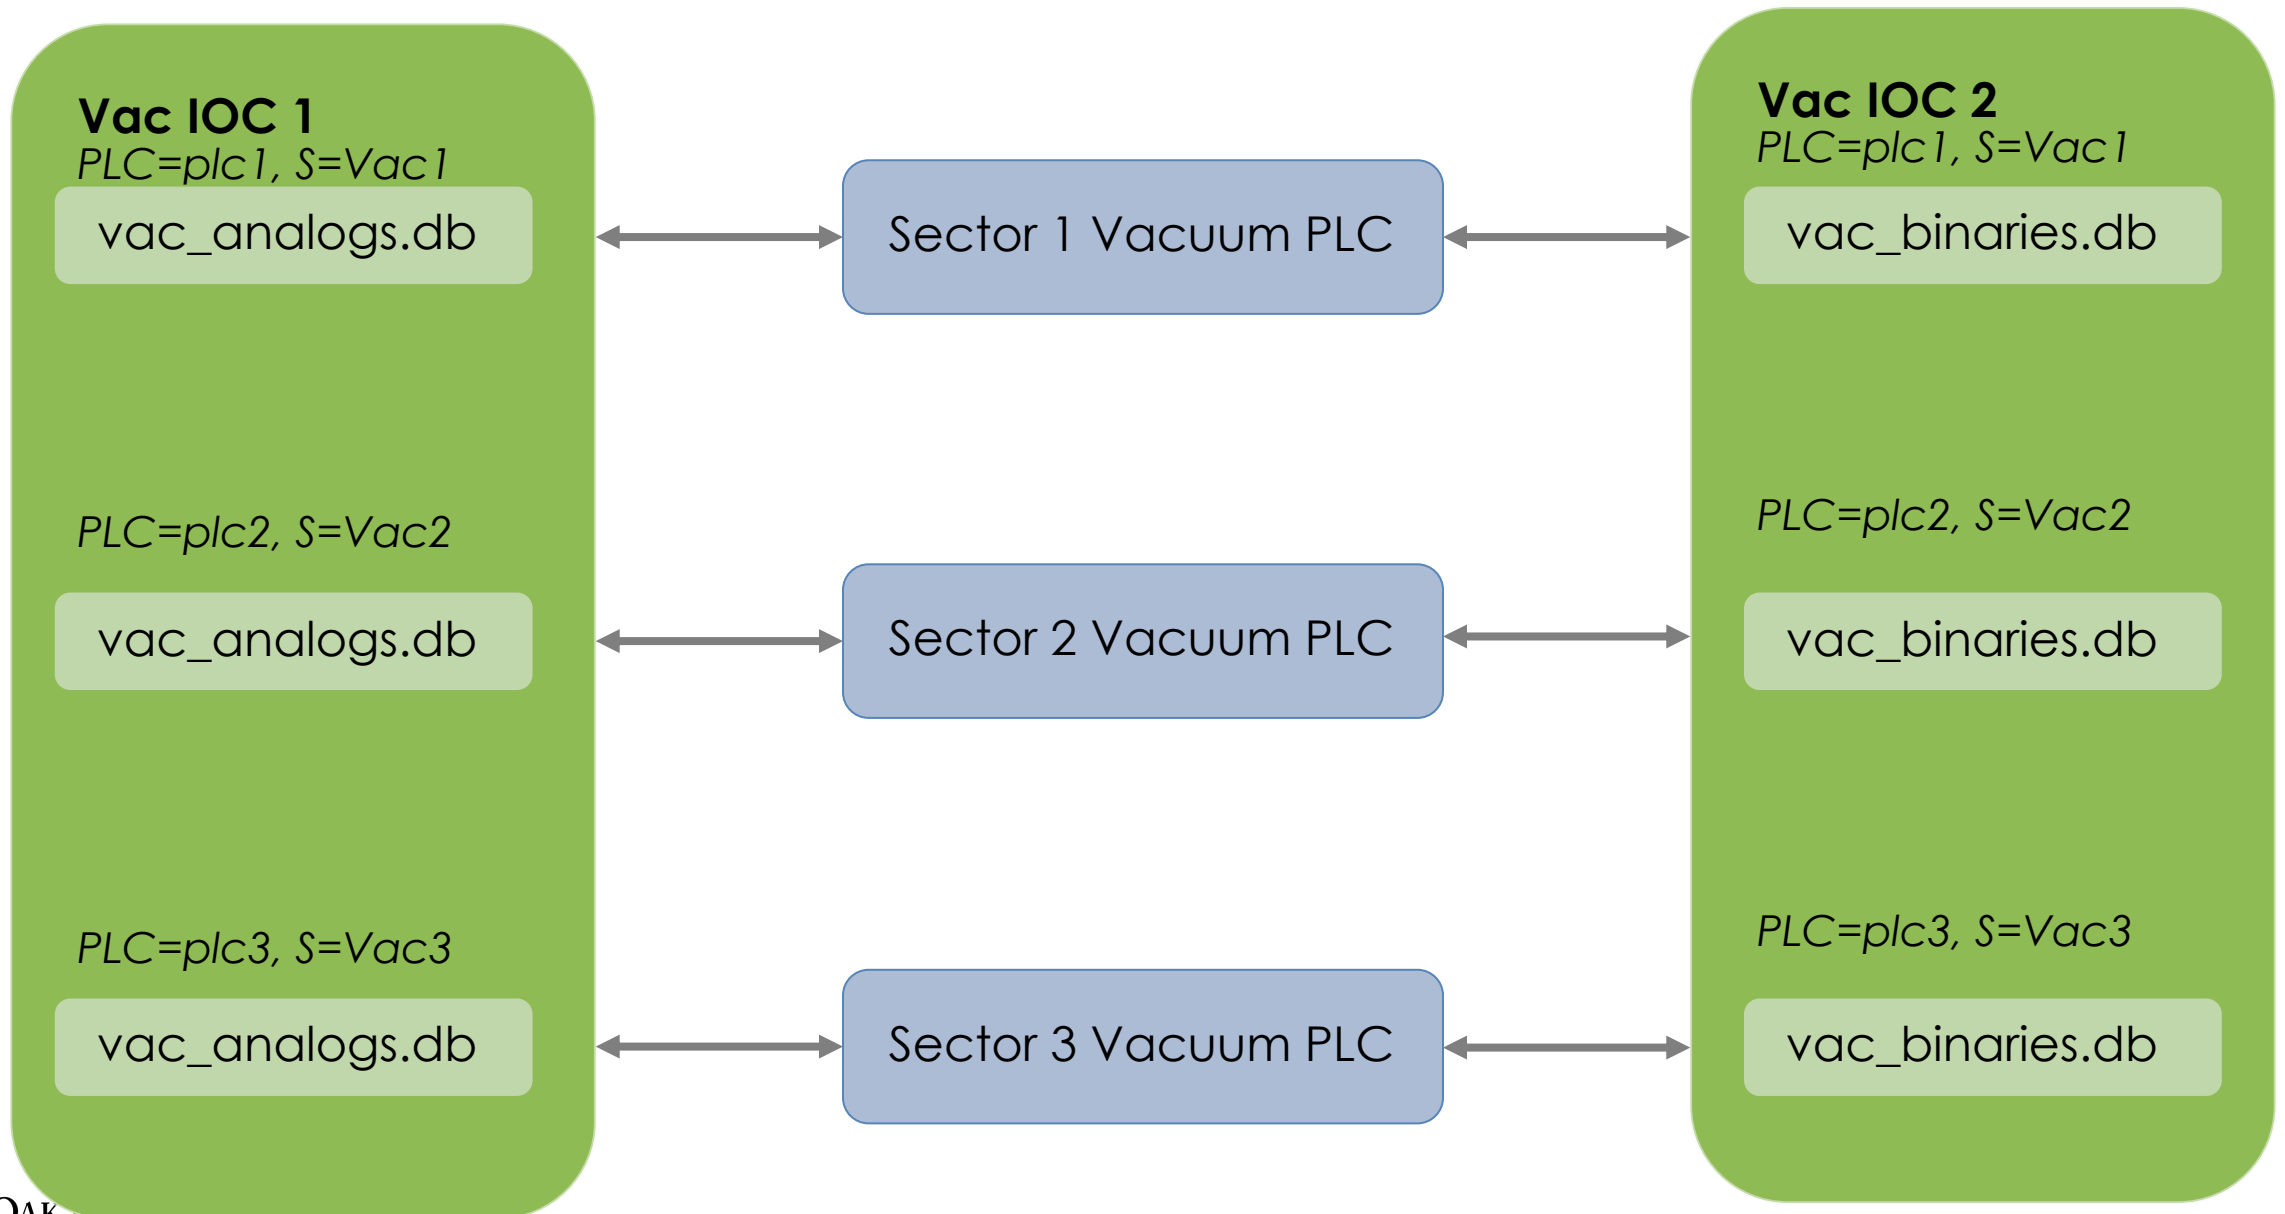 Vac IOC 1
PLC=plc1, S=Vac1
vac_analogs.db
PLC=plc2, S=Vac2
vac_analogs.db
PLC=plc3, S=Vac3
vac_analogs.db
Sector 1 Vacuum PLC
Sector 2 Vacuum PLC
Sector 3 Vacuum PLC
Vac IOC 2
PLC=plc1, S=Vac1
vac_binaries.db
PLC=plc2, S=Vac2
vac_binaries.db
PLC=plc3, S=Vac3
vac_binaries.db